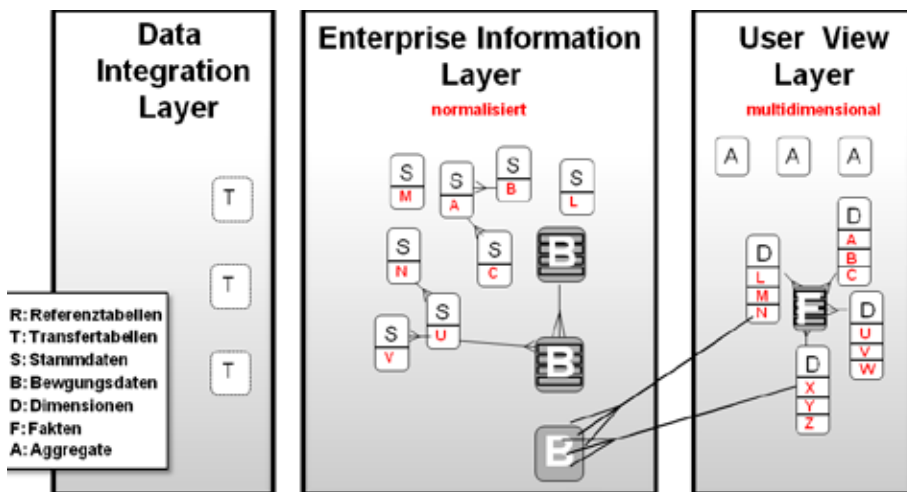 Data
Integration
Layer
T
T
T
R: Referenztabellen
T: Transfertabellen
S: Stammdaten
B: Bewgungsdaten
D: Dimensionen
F: Fakten
A: Aggregate
Enterprise Information
Layer
normalisiert
S
M
S
A
S
B
S
L
S
N
S
C
B
S
V
S
U
B
B
User View
Layer
multidimensional
A A A
D
L
M
N
D
A
B
C
F
D
U
V
W
D
X
Y
Z